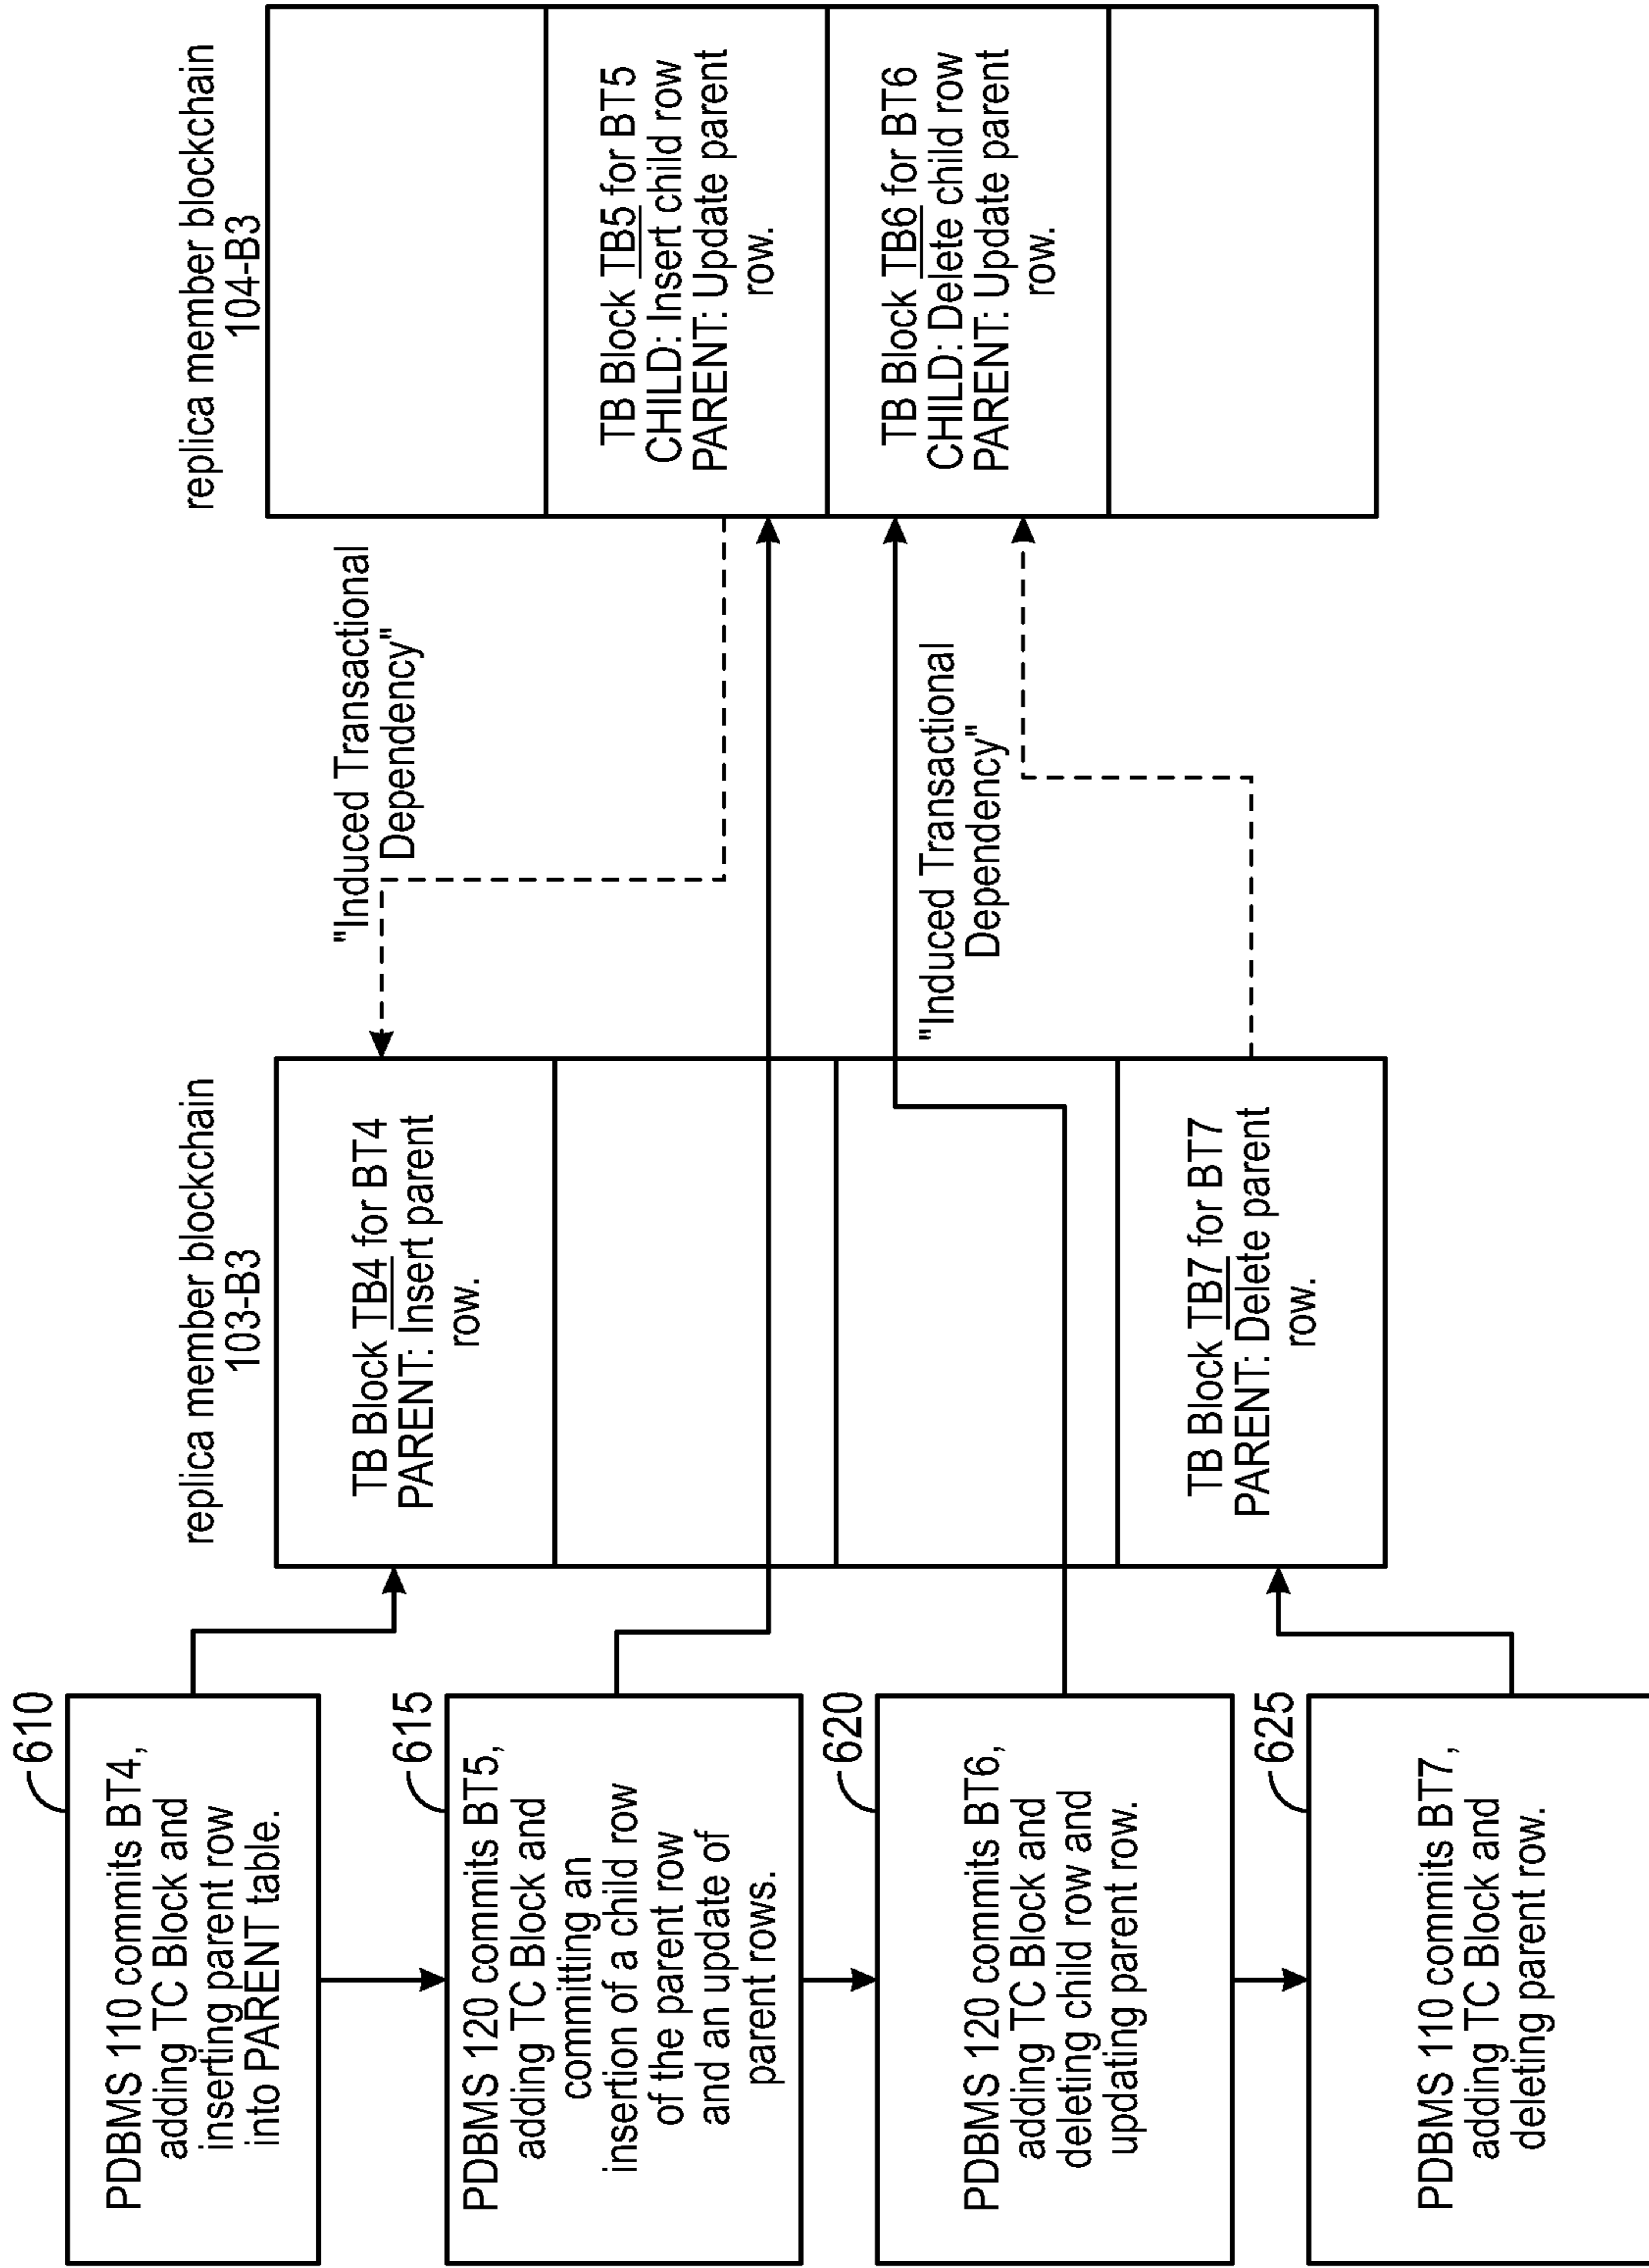 610
PDBMS 110 commits BT4,
adding TC Block and
inserting parent row
into PARENT table.
615
PDBMS 120 commits BT5,
adding TC Block and
committing an
insertion of a child row
of the parent row
and an update of
parent rows.
620
PDBMS 120 commits BT6,
adding TC Block and
deleting child row and
updating parent row.
625
PDBMS 110 commits BT7,
adding TC Block and
deleting parent row.
replica member blockchain
103-B3
TB Block TB4 for BT4
PARENT: Insert parent
row.
TB Block TB7 for BT7
PARENT: Delete parent
row.
"Induced Transactional
Dependency"
"Induced Transactional
Dependency"
replica member blockchain
104-B3
TB Block TB5 for BT5
CHILD: Insert child row
PARENT: Update parent
row.
TB Block TB6 for BT6
CHILD: Delete child row
PARENT: Update parent
row.